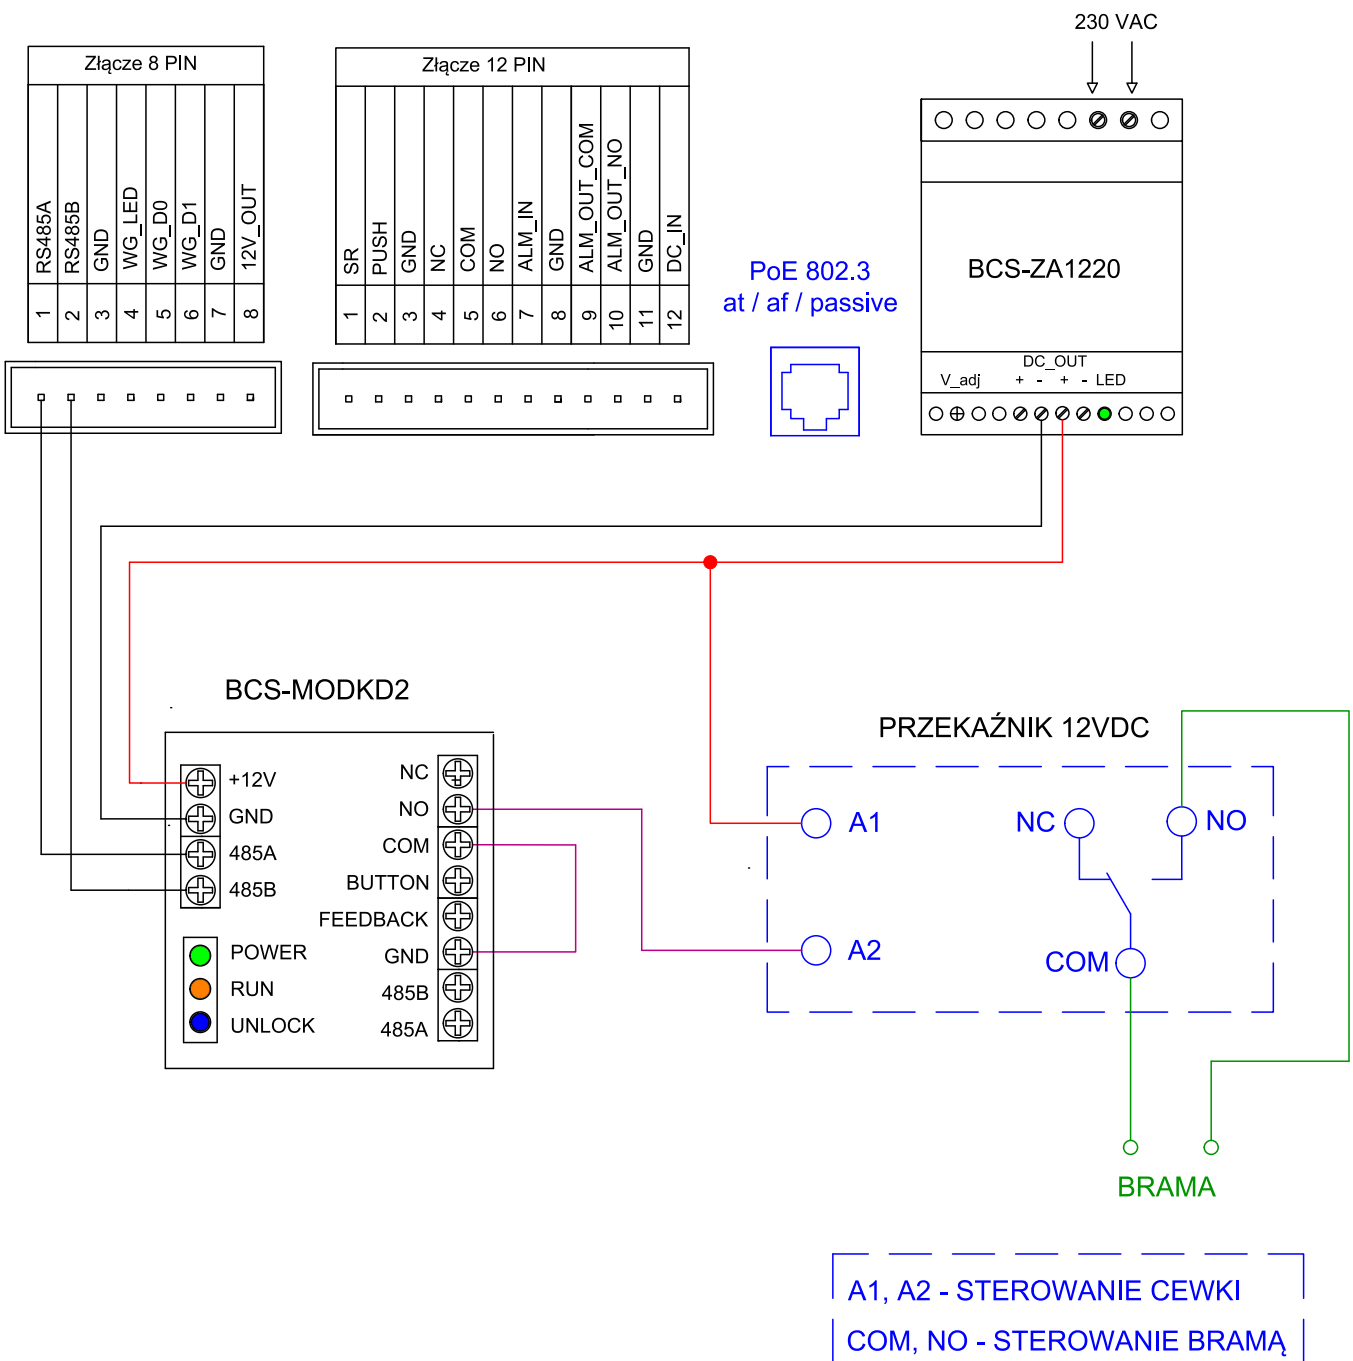 230 VAC
Złącze 8 PIN
RS485A
RS485B
GND
WG_LED
WG_D0
WG_D1
GND
12V_OUT
1 2 3 4 5 6 7 8
Złącze 12 PIN
SR
PUSH
GND
NC
COM
NO
ALM_IN
GND
ALM_OUT_COM
ALM_OUT_NO
GND
DC_IN
1 2 3 4 5 6 7 8 9 10 11 12
PoE 802.3
at / af / passive
BCS-ZA1220
DC_OUT
V_adj + - + - LED
BCS-MODKD2
+12V
GND
485A
485B
POWER
RUN
UNLOCK
NC
NO
COM
BUTTON
FEEDBACK
GND
485B
485A
PRZEKAŹNIK 12VDC
A1
A2
NC
NO
COM
BRAMA
A1, A2 - STEROWANIE CEWKI
COM, NO - STEROWANIE BRAMĄ